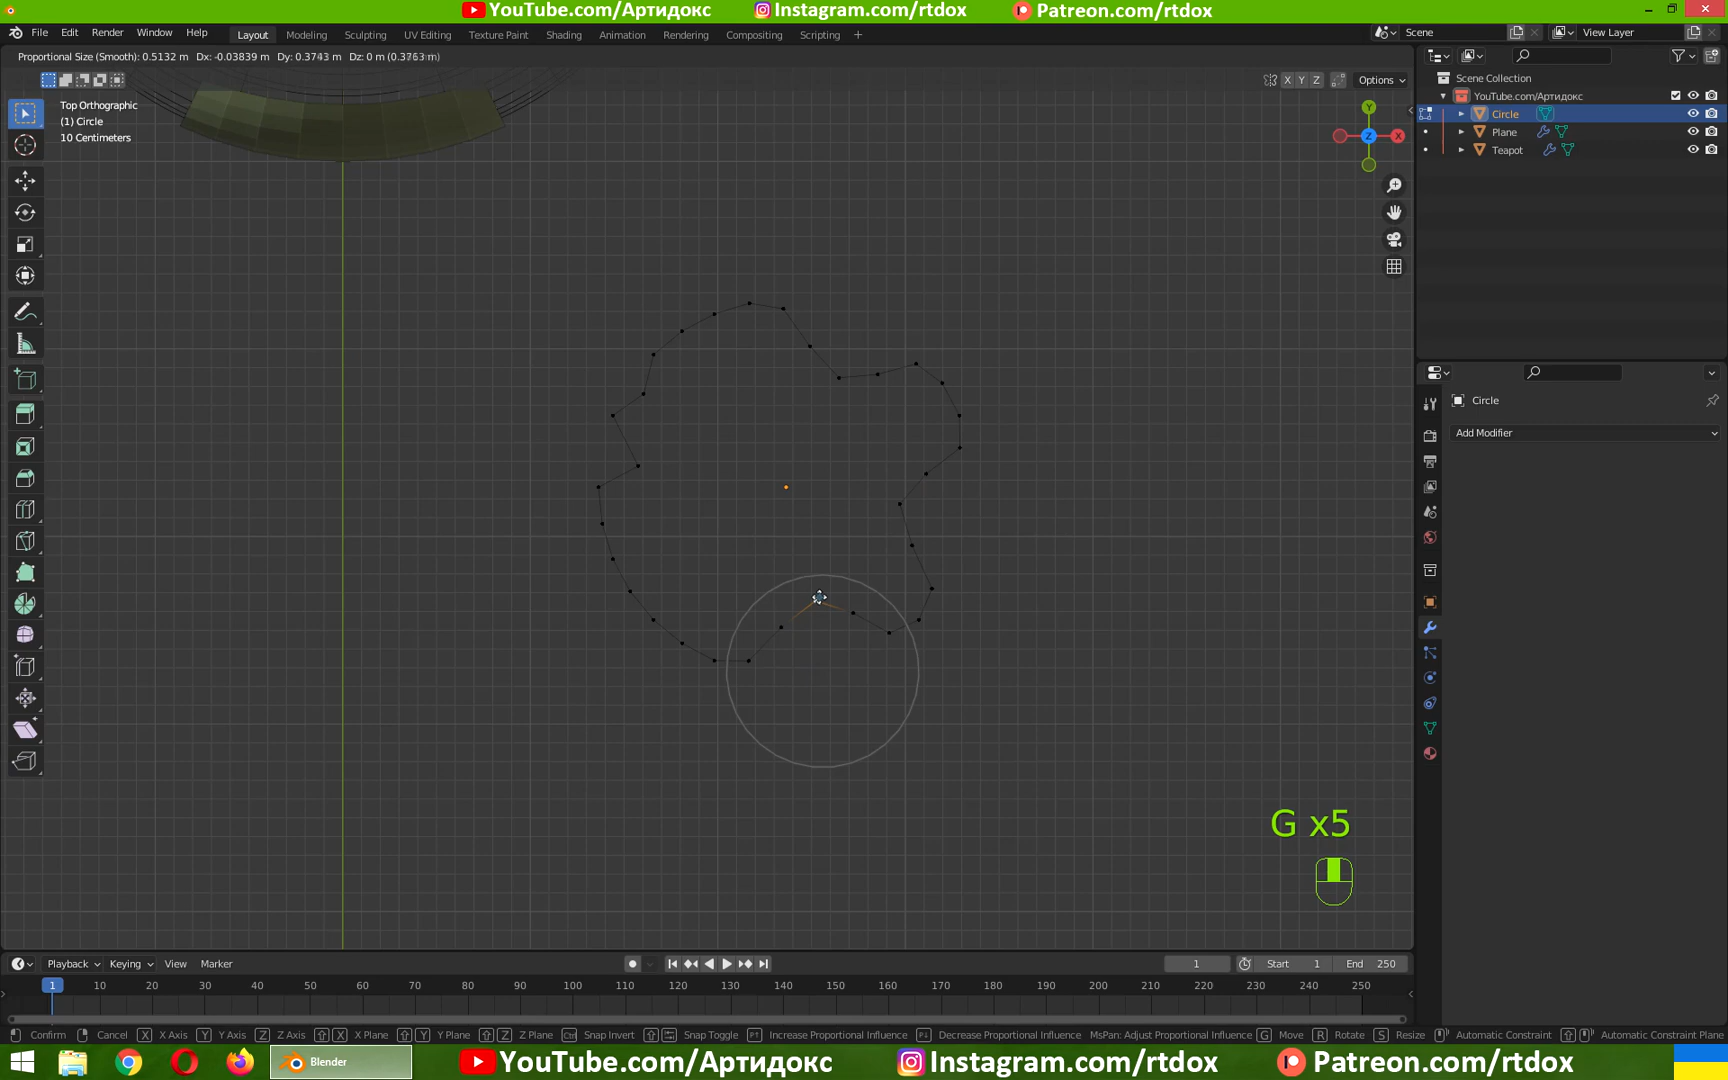 YouTube.com/Артидокс
Instagram.com/rtdox
Patreon.com/rtdox
File
Edit
Render
Window
Help
Layout
Modeling
Sculpting
UV Editing
Texture Paint
Shading
Animation
Rendering
Compositing
Scripting
+
Scene
View Layer
Proportional Size (Smooth): 0.5132 m Dx: -0.03839 m Dy: 0.3743 m Dz: 0 m (0.3763 m)
X
Y
Z
Options
Top Orthographic
(1) Circle
10 Centimeters
Y
X
Z
Scene Collection
YouTube.com/Артидокс
Circle
Plane
Teapot
Circle
Add Modifier
G x5
Playback
Keying
View
Marker
1
Start 1
End 250
1
10 20 30 40 50 60 70 80 90 100 110 120 130 140 150 160 170 180 190 200 210 220 230 240 250
Confirm
Cancel
X X Axis
Y Y Axis
Z Z Axis
X X Plane
Y Y Plane
Z Z Plane
Ctrl Snap Invert
Snap Toggle
Increase Proportional Influence
Decrease Proportional Influence
MsPan: Adjust Proportional Influence
G Move
R Rotate
S Resize
Automatic Constraint
Automatic Constraint Plane
Blender
YouTube.com/Артидокс
Instagram.com/rtdox
Patreon.com/rtdox